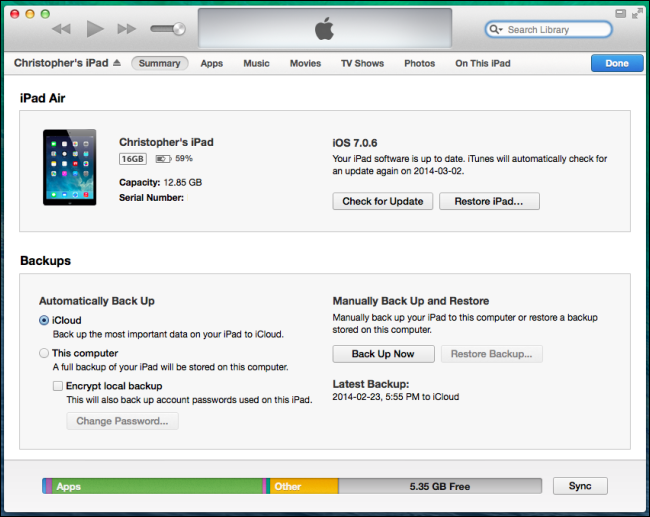 Search Library
Christopher's iPad
Summary
Apps
Music
Movies
TV Shows
Photos
On This iPad
Done
iPad Air
Christopher's iPad
16GB
59%
Capacity: 12.85 GB
Serial Number:
iOS 7.0.6
Your iPad software is up to date. iTunes will automatically check for
an update again on 2014-03-02.
Check for Update
Restore iPad...
Backups
Automatically Back Up
iCloud
Back up the most important data on your iPad to iCloud.
This computer
A full backup of your iPad will be stored on this computer.
Encrypt local backup
This will also back up account passwords used on this iPad.
Change Password...
Manually Back Up and Restore
Manually back up your iPad to this computer or restore a backup
stored on this computer.
Back Up Now
Restore Backup...
Latest Backup:
2014-02-23, 5:55 PM to iCloud
Apps
Other
5.35 GB Free
Sync